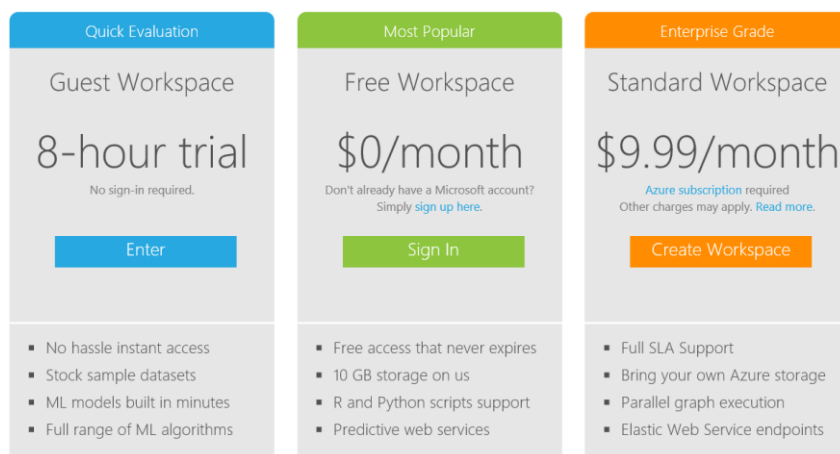 Quick Evaluation
Guest Workspace
8-hour trial
No sign-in required.
Enter
No hassle instant access
Stock sample datasets
ML models built in minutes
Full range of ML algorithms
Most Popular
Free Workspace
$0/month
Don't already have a Microsoft account?
Simply sign up here.
Sign In
Free access that never expires
10 GB storage on us
R and Python scripts support
Predictive web services
Enterprise Grade
Standard Workspace
$9.99/month
Azure subscription required
Other charges may apply. Read more.
Create Workspace
Full SLA Support
Bring your own Azure storage
Parallel graph execution
Elastic Web Service endpoints